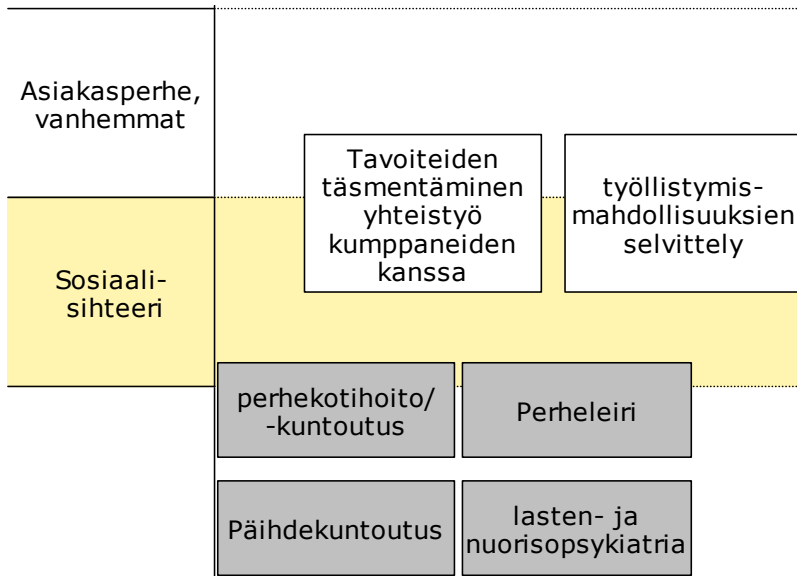 Asiakasperhe,
vanhemmat
Tavoiteiden
täsmentäminen
yhteistyö
kumppaneiden
kanssa
työllistymis-
mahdollisuuksien
selvittely
Sosiaali-
sihteeri
perhekotihoito/
-kuntoutus
Perheleiri
Päihdekuntoutus
lasten- ja
nuorisopsykiatria